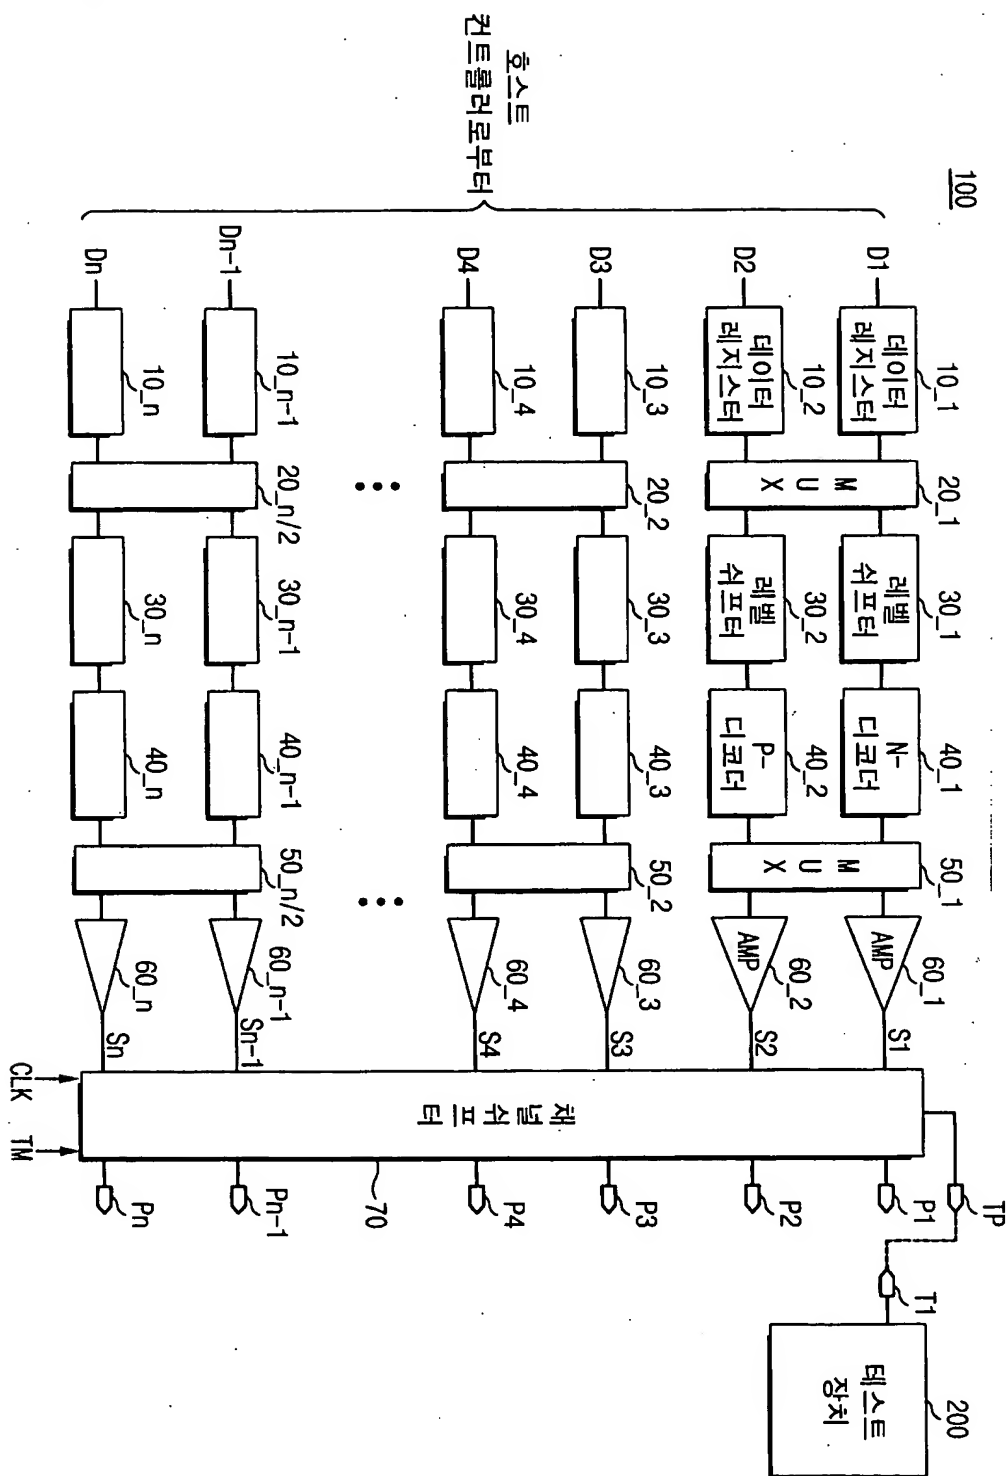 100
호스트
컨트롤러로부터
D1
데이터
레지스터
10_1
MUX
20_1
레벨
쉬프터
30_1
N-
디코더
40_1
MUX
50_1
AMP
60_1
S1
D2
데이터
레지스터
10_2
레벨
쉬프터
30_2
P-
디코더
40_2
AMP
60_2
S2
D3
10_3
20_2
30_3
40_3
50_2
60_3
S3
D4
10_4
30_4
40_4
60_4
S4
Dn-1
10_n-1
20_n/2
30_n-1
40_n-1
50_n/2
60_n-1
Sn-1
Dn
10_n
30_n
40_n
60_n
Sn
채널쉬프터
70
CLK
TM
TP
P1
P2
P3
P4
Pn-1
Pn
T1
테스트
장치
200